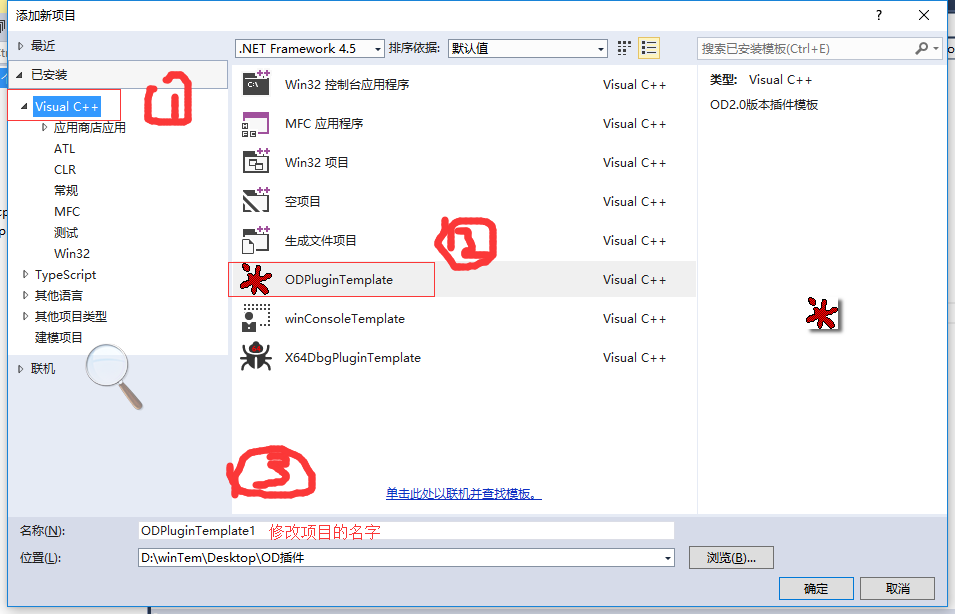 添加新项目
?
最近
.NET Framework 4.5
排序依据:
默认值
搜索已安装模板(Ctrl+E)
已安装
Visual C++
应用商店应用
ATL
CLR
常规
MFC
测试
Win32
TypeScript
其他语言
其他项目类型
建模项目
联机
1
Win32 控制台应用程序 Visual C++
MFC 应用程序 Visual C++
Win32 项目 Visual C++
空项目 Visual C++
生成文件项目 Visual C++
2
ODPluginTemplate Visual C++
winConsoleTemplate Visual C++
X64DbgPluginTemplate Visual C++
类型: Visual C++
OD2.0版本插件模板
3
单击此处以联机并查找模板。
名称(N):
ODPluginTemplate1 修改项目的名字
位置(L):
D:\winTem\Desktop\OD插件
浏览(B)...
确定
取消